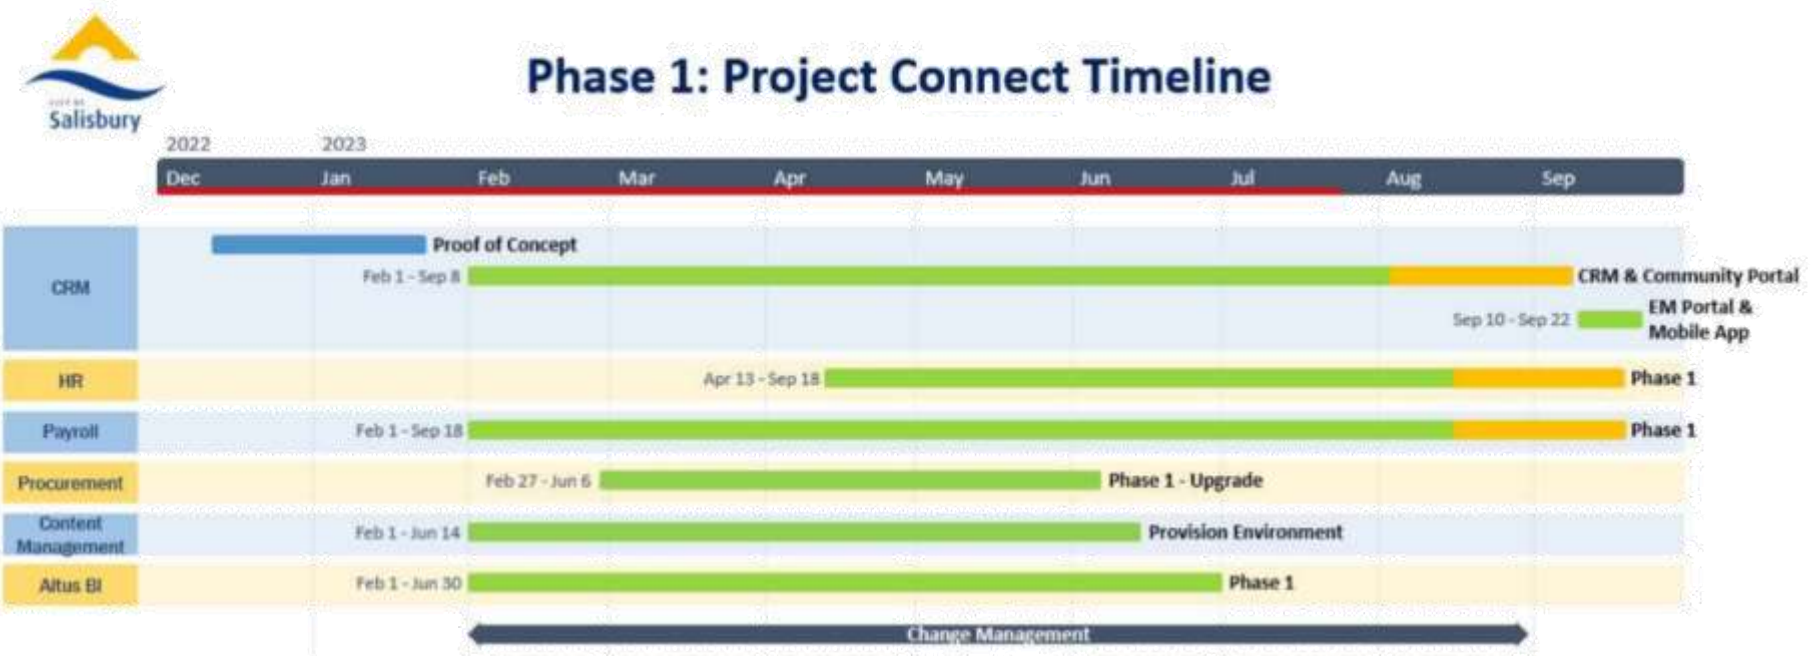 CITY OF
Salisbury
Phase 1: Project Connect Timeline
2022 2023
Dec Jan Feb Mar Apr May Jun Jul Aug Sep
CRM
Proof of Concept
Feb 1 - Sep 8 CRM & Community Portal
Sep 10 - Sep 22 EM Portal &
Mobile App
HR Apr 13 - Sep 18 Phase 1
Payroll Feb 1 - Sep 18 Phase 1
Procurement Feb 27 - Jun 6 Phase 1 - Upgrade
Content
Management
Feb 1 - Jun 14 Provision Environment
Altus BI Feb 1 - Jun 30 Phase 1
Change Management